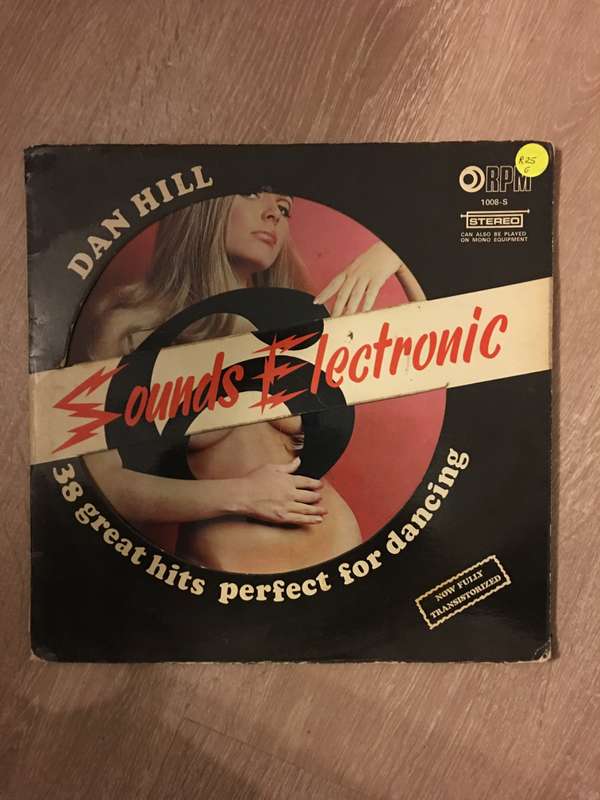 DAN HILL
RPM
R25
G
1008-S
STEREO
CAN ALSO BE PLAYED
ON MONO EQUIPMENT
Sounds Electronic
6
38 great hits perfect for dancing
NOW FULLY
TRANSISTORIZED